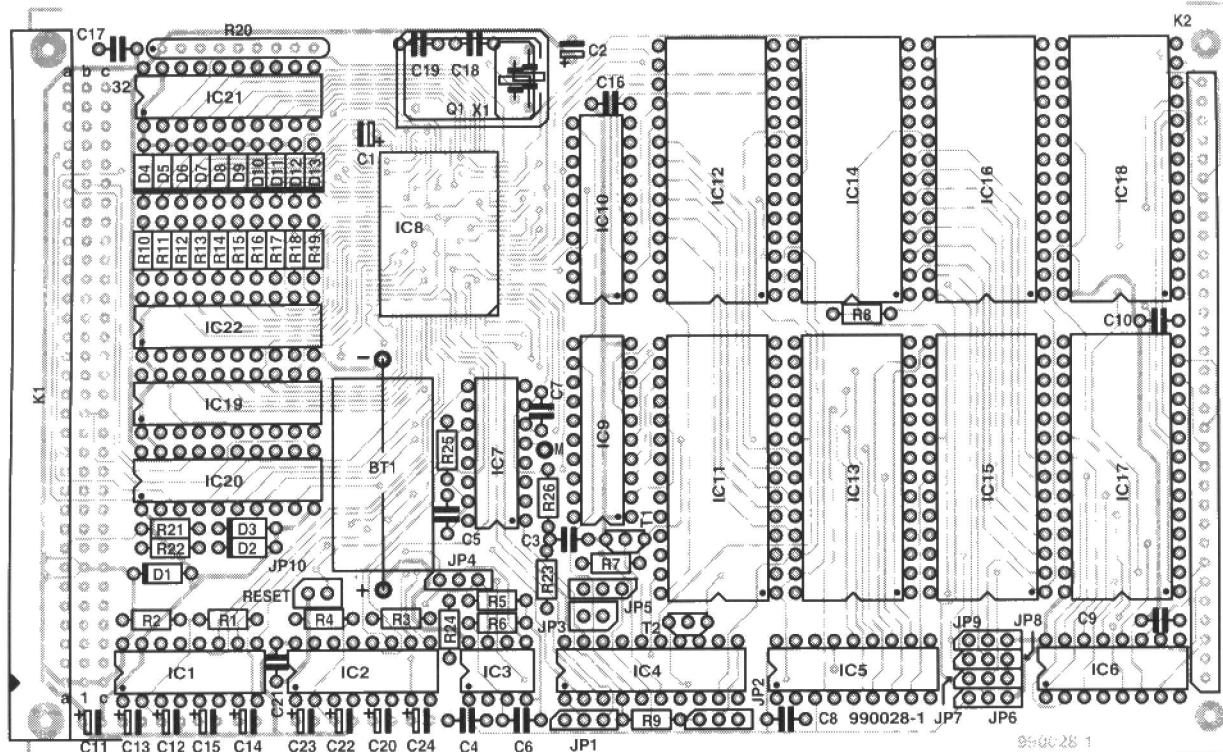 C17
R20
K2
a b c
32
IC21
C19
C18
Q1
X1
C2
C1
C16
D4
D5
D6
D7
D8
D9
D10
D11
D12
D13
IC8
IC10
IC12
IC14
IC16
IC18
R10
R11
R12
R13
R14
R15
R16
R17
R18
R19
R8
C10
IC22
IC19
IC20
K1
-
BT1
+
R25
IC7
C7
M
R26
C5
C3
IC9
T1
IC11
IC13
IC15
IC17
R21
D3
R22
D2
D1
JP10
RESET
JP4
R23
R7
JP5
JP3
R2
R1
R4
R3
R24
R5
R6
T2
JP9
JP8
C9
IC1
C21
IC2
IC3
IC4
JP2
IC5
JP7
JP6
IC6
a 1 c
C11
C13
C12
C15
C14
C23
C22
C20
C24
C4
C6
JP1
R9
C8
990028-1
990028-1